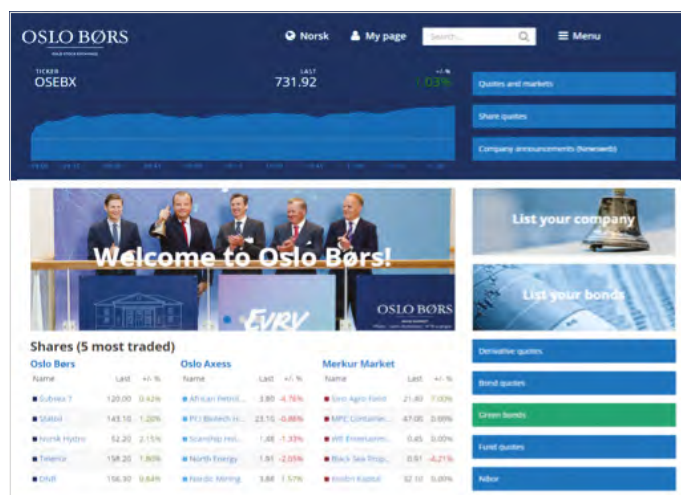 OSLO BØRS
Norsk
My page
Search...
Menu
TICKER
OSEBX
LAST
731.92
+/- %
1.03%
Quotes and markets
Share quotes
Company announcements (Newsweb)
Welcome to Oslo Børs!
EVRY
OSLO BØRS
List your company
List your bonds
Shares (5 most traded)
Oslo Børs
Name Last +/- %
Subsea 7 120.00 0.42%
Statoil 143.10 1.20%
Norsk Hydro 52.20 2.15%
Telenor 158.20 1.80%
DNB 156.30 0.84%
Oslo Axess
Name Last +/- %
African Petrol... 3.80 -4.76%
PCI Biotech H... 23.10 -0.86%
Scanship Hol... 1.33%
North Energy 1.91 -2.05%
Nordic Mining 3.88 1.57%
Merkur Market
Name Last +/- %
Agro Fond 21.40 7.00%
MPC Container... 47.00 0.00%
WR Entertainm... 0.45 0.00%
Black Sea Prop... 0.91 -4.21%
Kapital 32.10 0.00%
Derivative quotes
Bond quotes
Green bonds
Fund quotes
Nibor